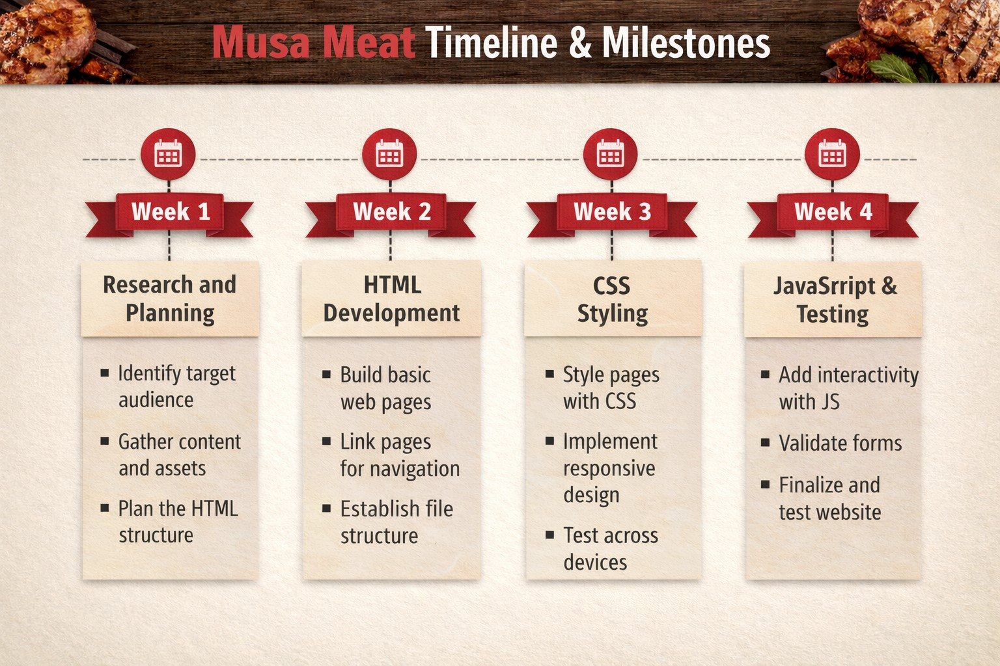 Musa Meat Timeline & Milestones
Week 1
Research and
Planning
▪ Identify target
audience
▪ Gather content
and assets
▪ Plan the HTML
structure
Week 2
HTML
Development
▪ Build basic
web pages
▪ Link pages
for navigation
▪ Establish file
structure
Week 3
CSS
Styling
▪ Style pages
with CSS
▪ Implement
responsive
design
▪ Test across
devices
Week 4
JavaSrript &
Testing
▪ Add interactivity
with JS
▪ Validate forms
▪ Finalize and
test website